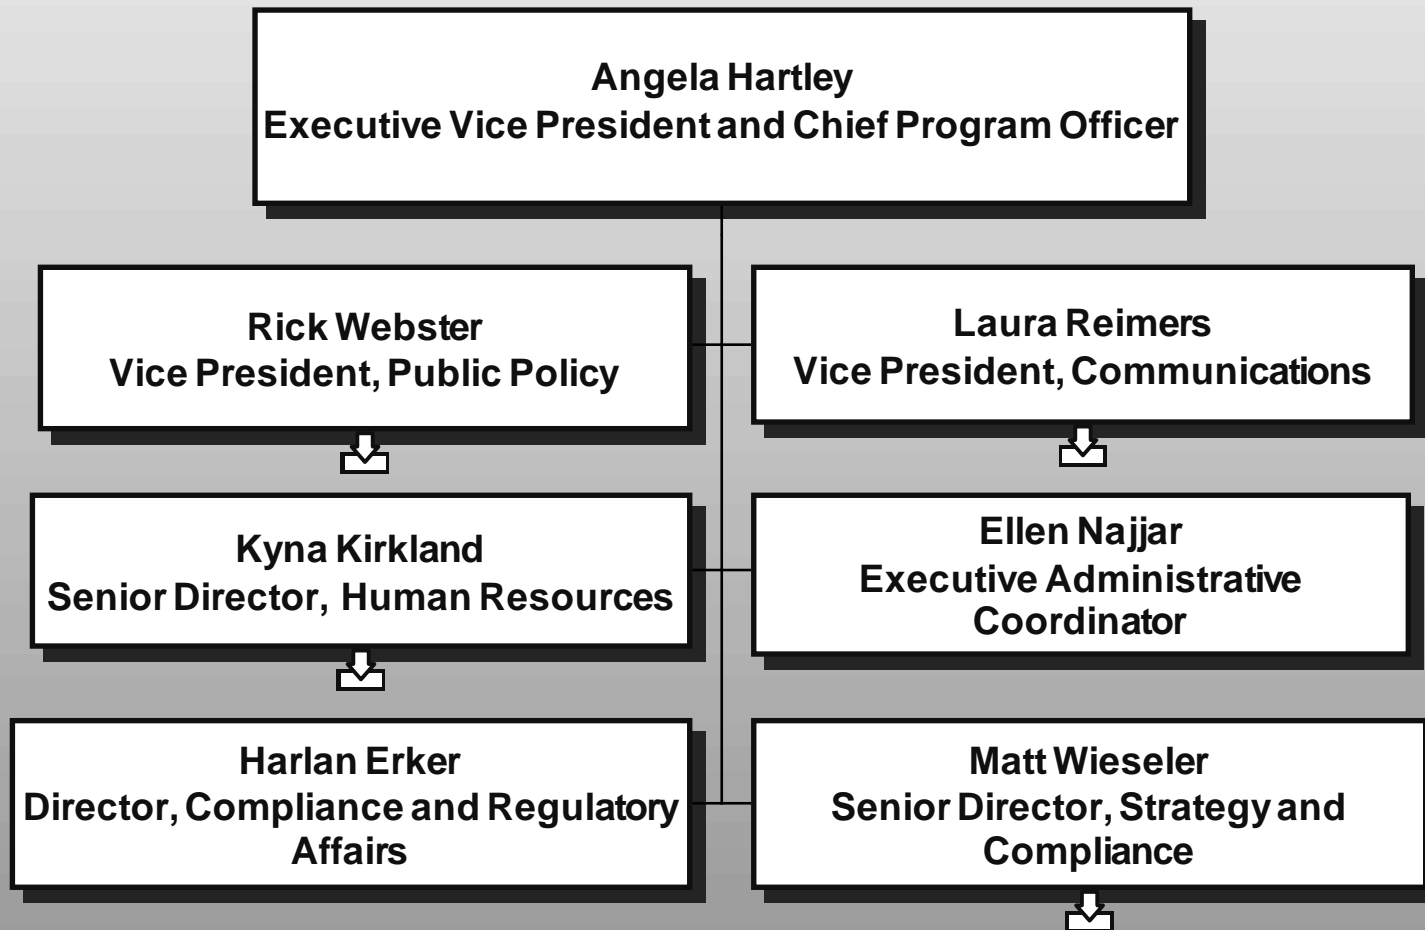 Angela Hartley
Executive Vice President and Chief Program Officer
Rick Webster
Vice President, Public Policy
Laura Reimers
Vice President, Communications
Kyna Kirkland
Senior Director, Human Resources
Ellen Najjar
Executive Administrative
Coordinator
Harlan Erker
Director, Compliance and Regulatory
Affairs
Matt Wieseler
Senior Director, Strategy and
Compliance